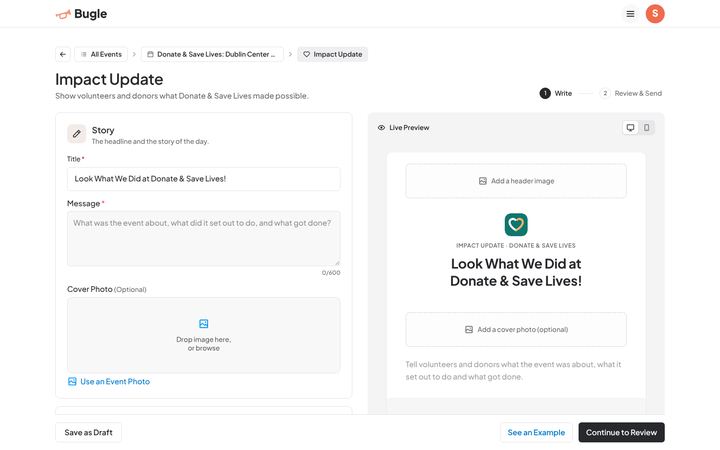 Bugle
S
All Events
Donate & Save Lives: Dublin Center ...
Impact Update
Impact Update
Show volunteers and donors what Donate & Save Lives made possible.
1 Write
2 Review & Send
Story
The headline and the story of the day.
Title *
Look What We Did at Donate & Save Lives!
Message *
What was the event about, what did it set out to do, and what got done?
0/600
Cover Photo (Optional)
Drop image here,
or browse
Use an Event Photo
Live Preview
Add a header image
IMPACT UPDATE · DONATE & SAVE LIVES
Look What We Did at
Donate & Save Lives!
Add a cover photo (optional)
Tell volunteers and donors what the event was about, what it
set out to do and what got done.
Save as Draft
See an Example
Continue to Review